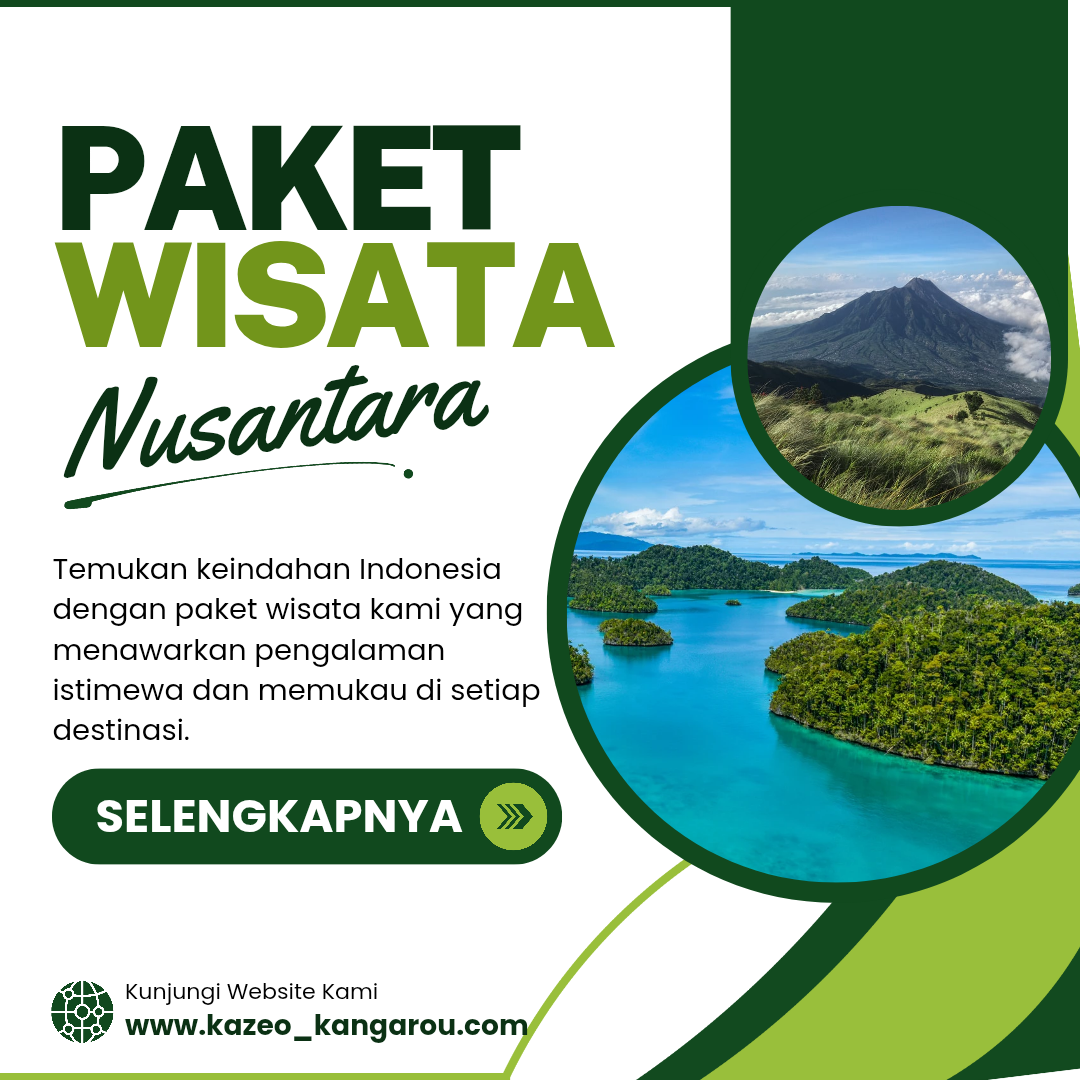 PAKET
WISATA
Nusantara
Temukan keindahan Indonesia
dengan paket wisata kami yang
menawarkan pengalaman
istimewa dan memukau di setiap
destinasi.
SELENGKAPNYA
Kunjungi Website Kami
www.kazeo_kangarou.com